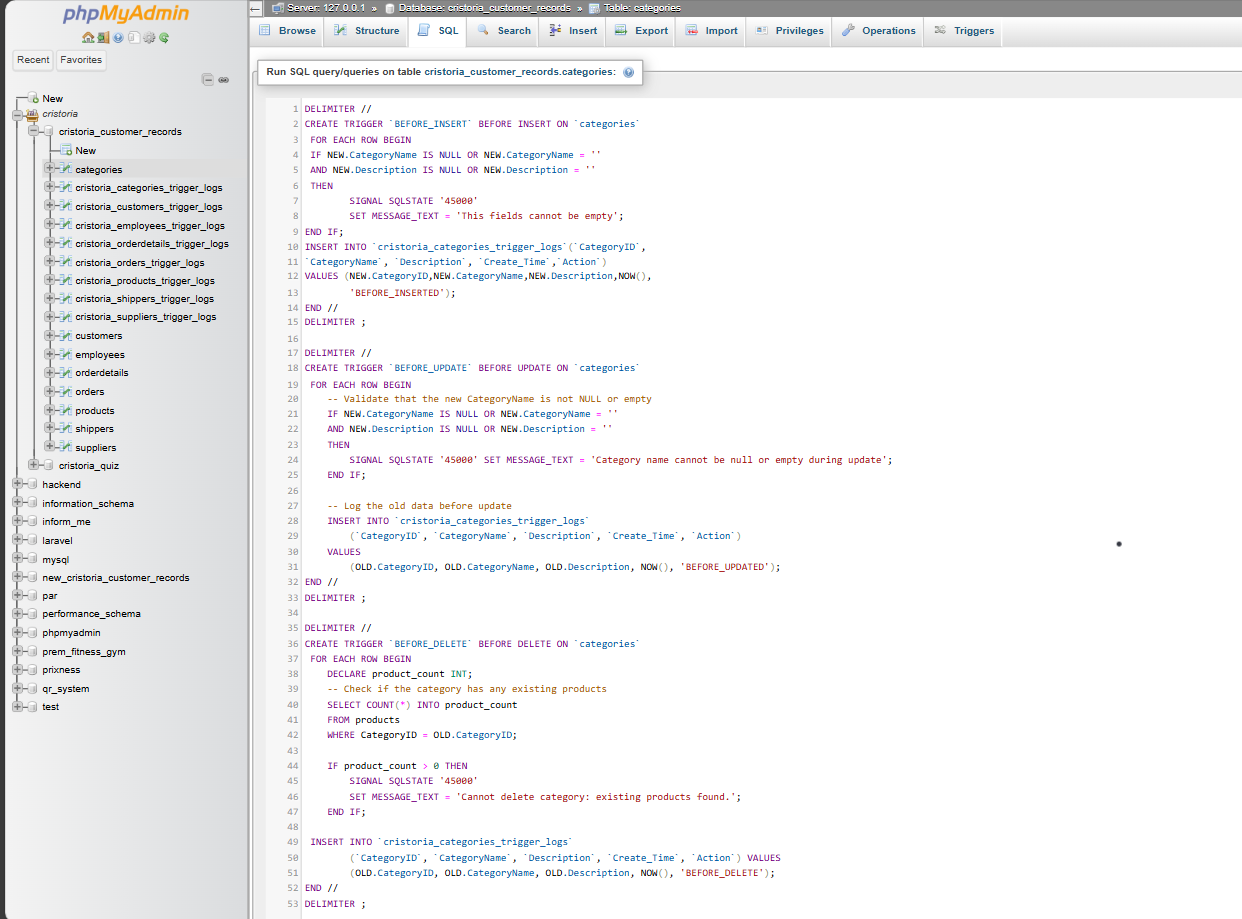 phpMyAdmin
Recent
Favorites
New
cristoria
cristoria_customer_records
New
categories
cristoria_categories_trigger_logs
cristoria_customers_trigger_logs
cristoria_employees_trigger_logs
cristoria_orderdetails_trigger_logs
cristoria_orders_trigger_logs
cristoria_products_trigger_logs
cristoria_shippers_trigger_logs
cristoria_suppliers_trigger_logs
customers
employees
orderdetails
orders
products
shippers
suppliers
cristoria_quiz
hackend
information_schema
inform_me
laravel
mysql
new_cristoria_customer_records
par
performance_schema
phpmyadmin
prem_fitness_gym
prixness
qr_system
test
Server: 127.0.0.1 » Database: cristoria_customer_records » Table: categories
Browse Structure SQL Search Insert Export Import Privileges Operations Triggers
Run SQL query/queries on table cristoria_customer_records.categories:
1 DELIMITER //
2 CREATE TRIGGER `BEFORE_INSERT` BEFORE INSERT ON `categories`
3 FOR EACH ROW BEGIN
4 IF NEW.CategoryName IS NULL OR NEW.CategoryName = ''
5 AND NEW.Description IS NULL OR NEW.Description = ''
6 THEN
7 SIGNAL SQLSTATE '45000'
8 SET MESSAGE_TEXT = 'This fields cannot be empty';
9 END IF;
10 INSERT INTO `cristoria_categories_trigger_logs`(`CategoryID`,
11 `CategoryName`, `Description`, `Create_Time`,`Action`)
12 VALUES (NEW.CategoryID,NEW.CategoryName,NEW.Description,NOW(),
13 'BEFORE_INSERTED');
14 END //
15 DELIMITER ;
16
17 DELIMITER //
18 CREATE TRIGGER `BEFORE_UPDATE` BEFORE UPDATE ON `categories`
19 FOR EACH ROW BEGIN
20 -- Validate that the new CategoryName is not NULL or empty
21 IF NEW.CategoryName IS NULL OR NEW.CategoryName = ''
22 AND NEW.Description IS NULL OR NEW.Description = ''
23 THEN
24 SIGNAL SQLSTATE '45000' SET MESSAGE_TEXT = 'Category name cannot be null or empty during update';
25 END IF;
26
27 -- Log the old data before update
28 INSERT INTO `cristoria_categories_trigger_logs`
29 (`CategoryID`, `CategoryName`, `Description`, `Create_Time`, `Action`)
30 VALUES
31 (OLD.CategoryID, OLD.CategoryName, OLD.Description, NOW(), 'BEFORE_UPDATED');
32 END //
33 DELIMITER ;
34
35 DELIMITER //
36 CREATE TRIGGER `BEFORE_DELETE` BEFORE DELETE ON `categories`
37 FOR EACH ROW BEGIN
38 DECLARE product_count INT;
39 -- Check if the category has any existing products
40 SELECT COUNT(*) INTO product_count
41 FROM products
42 WHERE CategoryID = OLD.CategoryID;
43
44 IF product_count > 0 THEN
45 SIGNAL SQLSTATE '45000'
46 SET MESSAGE_TEXT = 'Cannot delete category: existing products found.';
47 END IF;
48
49 INSERT INTO `cristoria_categories_trigger_logs`
50 (`CategoryID`, `CategoryName`, `Description`, `Create_Time`, `Action`) VALUES
51 (OLD.CategoryID, OLD.CategoryName, OLD.Description, NOW(), 'BEFORE_DELETE');
52 END //
53 DELIMITER ;